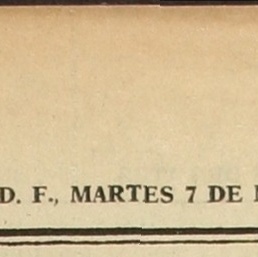 D. F., MARTES 7 DE